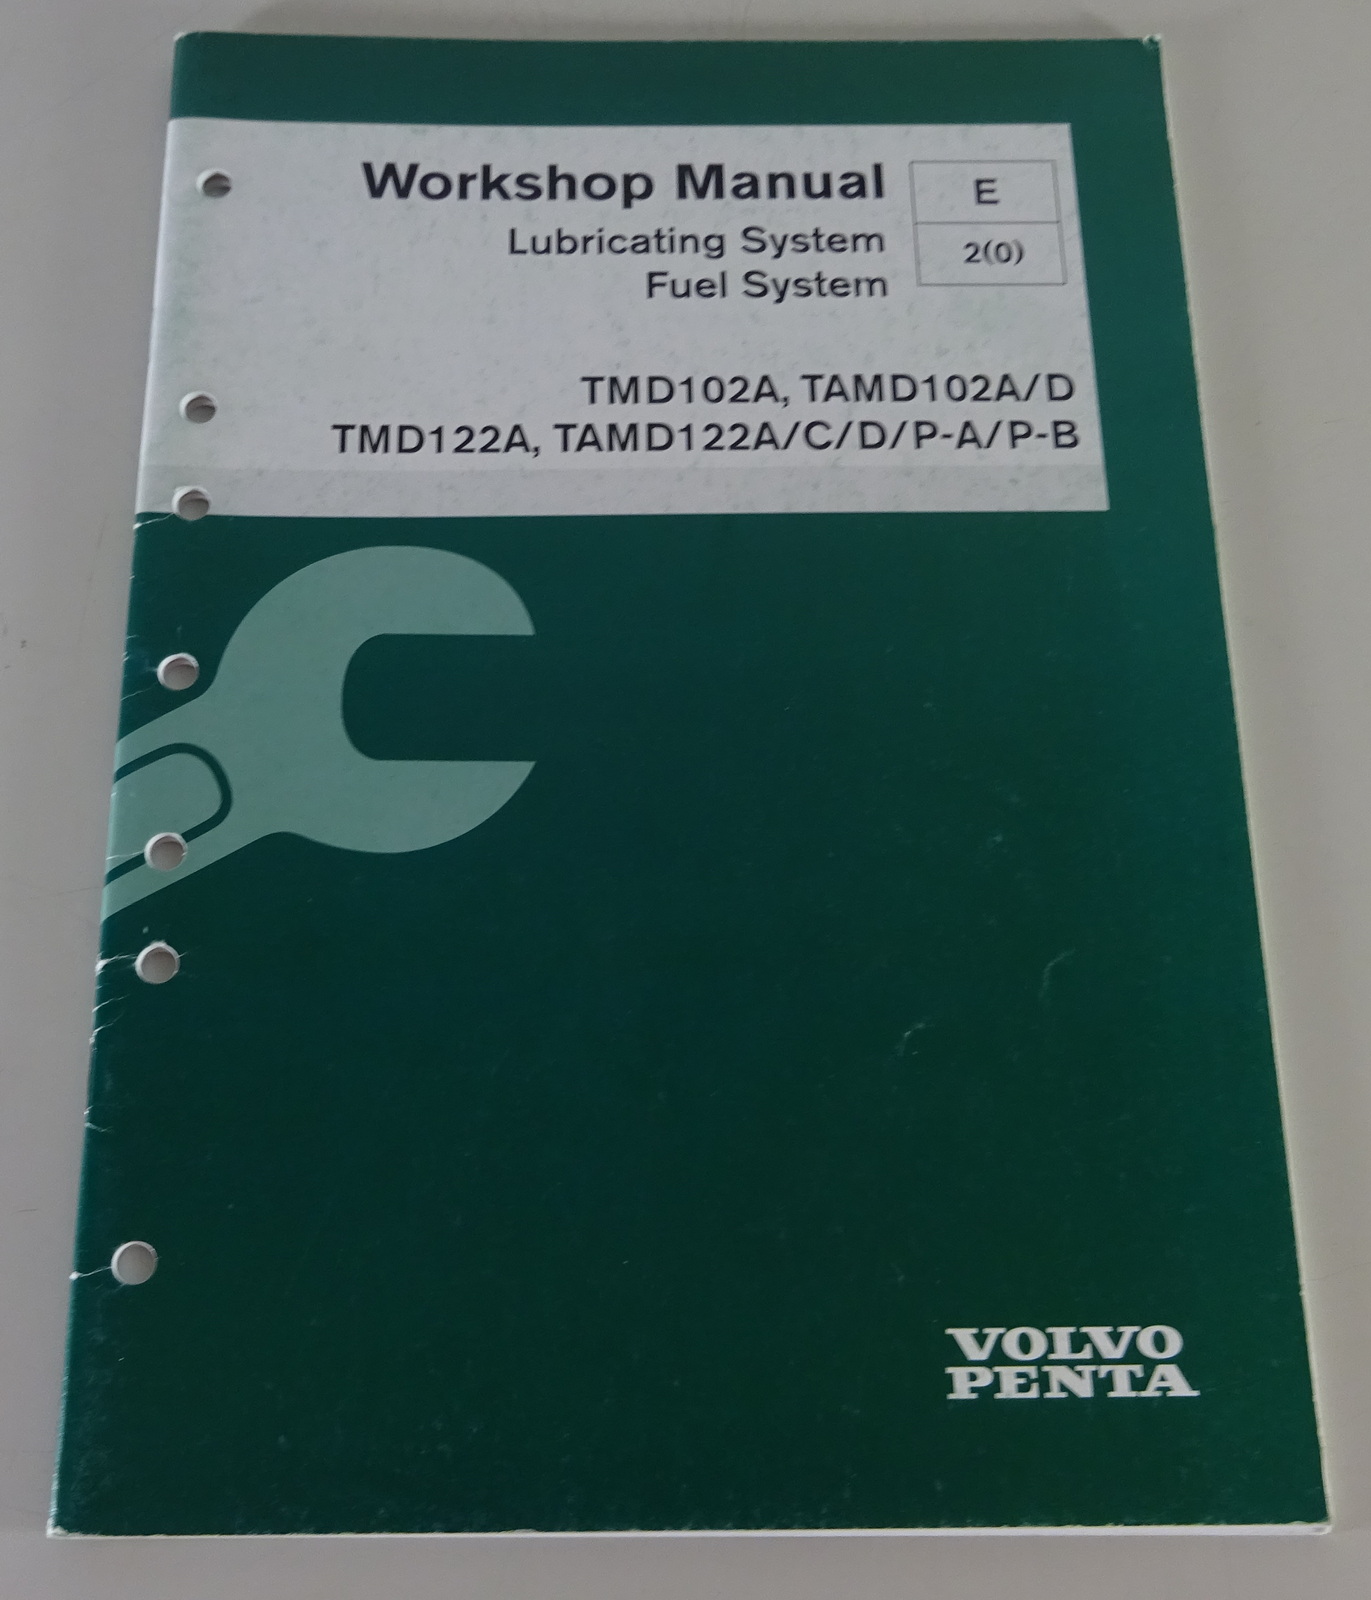 Workshop Manual
Lubricating System
Fuel System
E
2(0)
TMD102A, TAMD102A/D
TMD122A, TAMD122A/C/D/P-A/P-B
VOLVO
PENTA